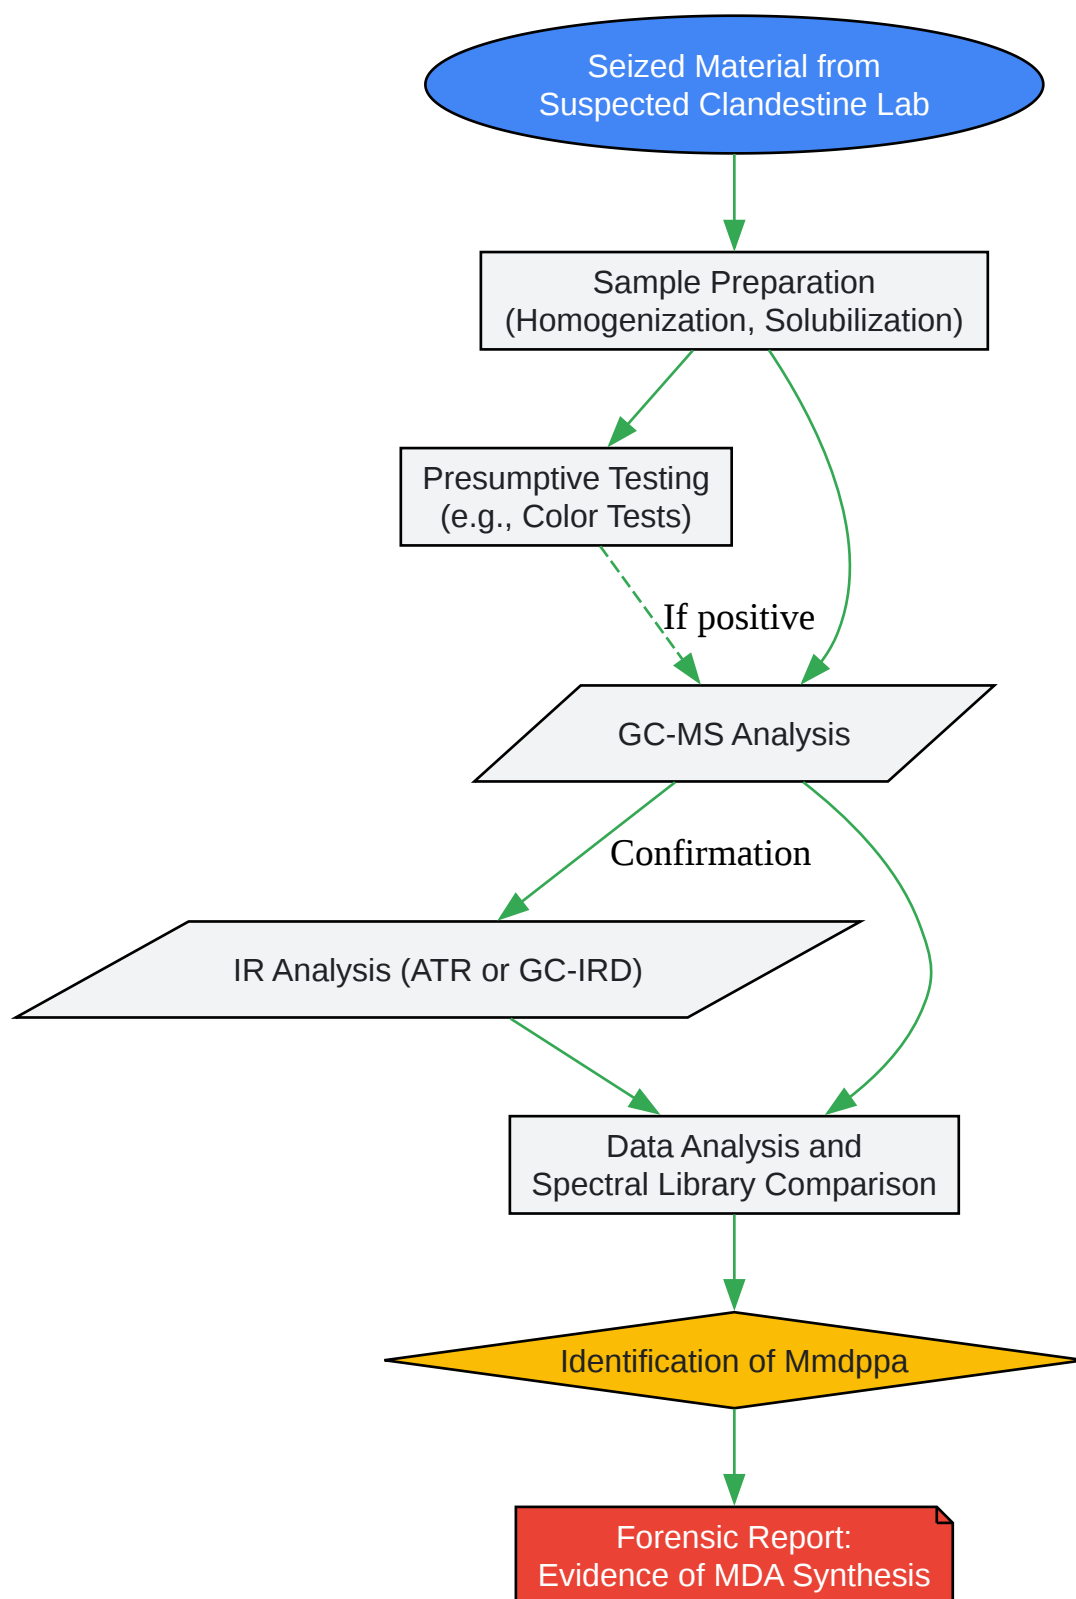 Seized Material from
Suspected Clandestine Lab
Sample Preparation
(Homogenization, Solubilization)
Presumptive Testing
(e.g., Color Tests)
If positive
GC-MS Analysis
Confirmation
IR Analysis (ATR or GC-IRD)
Data Analysis and
Spectral Library Comparison
Identification of Mmdppa
Forensic Report:
Evidence of MDA Synthesis